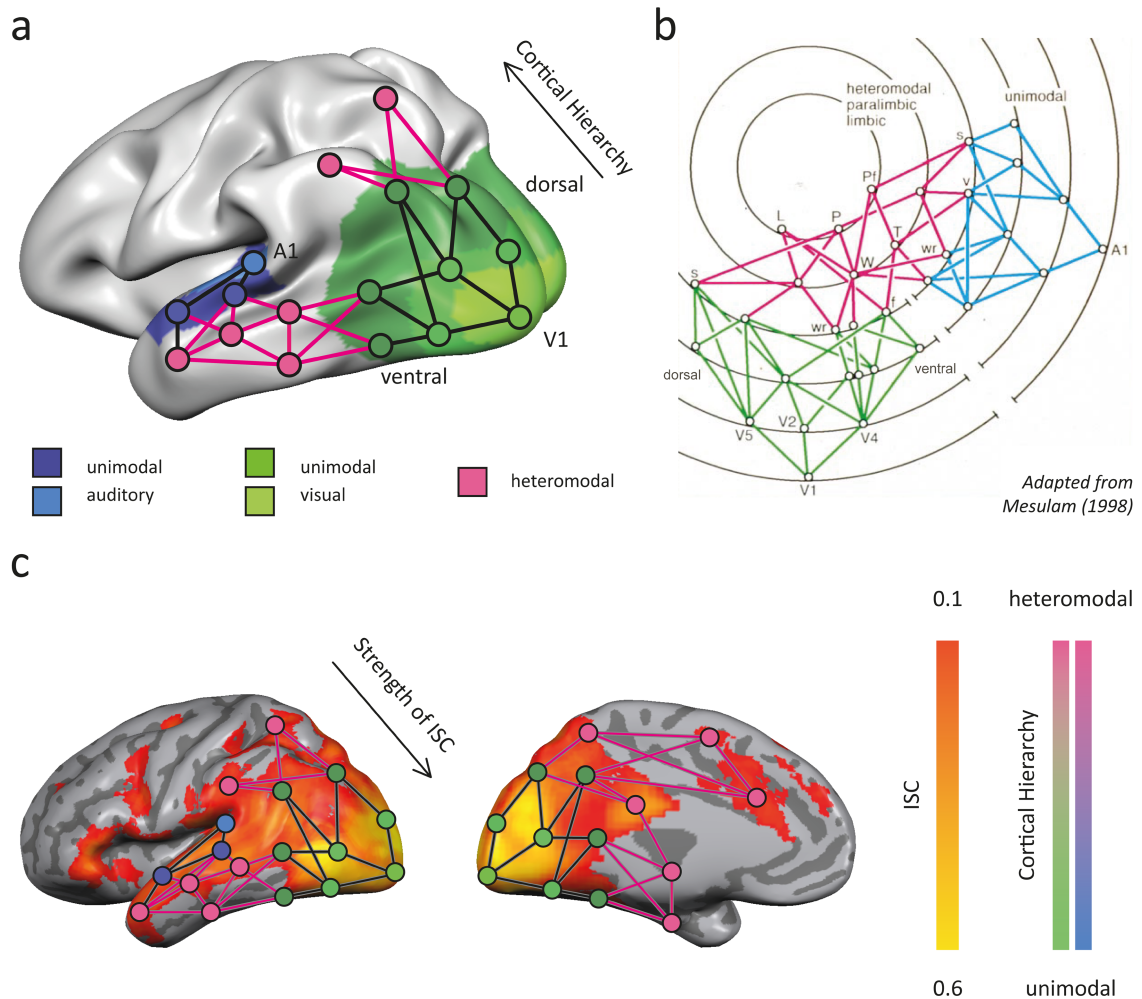 a
Cortical Hierarchy
dorsal
A1
V1
ventral
unimodal
auditory
unimodal
visual
heteromodal
b
heteromodal
paralimbic
limbic
unimodal
s
Pf
v
L
P
T
wr
A1
W
s
f
wr
dorsal
ventral
V5
V2
V4
V1
Adapted from
Mesulam (1998)
c
Strength of ISC
0.1
heteromodal
ISC
Cortical Hierarchy
0.6
unimodal